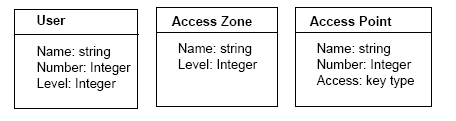 User
Name: string
Number: Integer
Level: Integer
Access Zone
Name: string
Level: Integer
Access Point
Name: string
Number: Integer
Access: key type